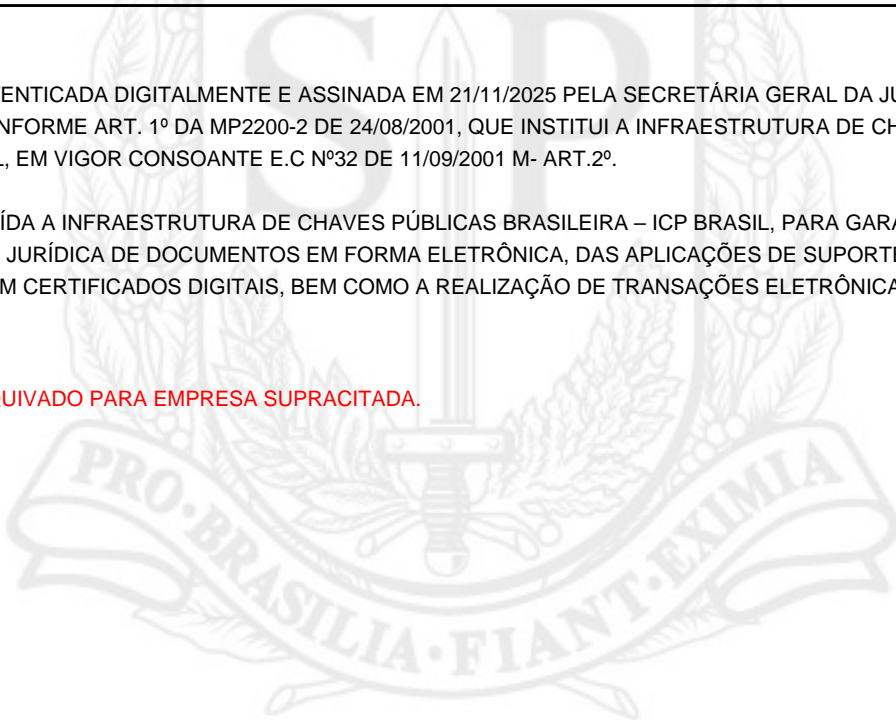 ENTICADA DIGITALMENTE E ASSINADA EM 21/11/2025 PELA SECRETÁRIA GERAL DA JU
NFORME ART. 1º DA MP2200-2 DE 24/08/2001, QUE INSTITUI A INFRAESTRUTURA DE CH
L, EM VIGOR CONSOANTE E.C Nº32 DE 11/09/2001 M- ART.2º.
ÍDA A INFRAESTRUTURA DE CHAVES PÚBLICAS BRASILEIRA – ICP BRASIL, PARA GARA
JURÍDICA DE DOCUMENTOS EM FORMA ELETRÔNICA, DAS APLICAÇÕES DE SUPORTE
M CERTIFICADOS DIGITAIS, BEM COMO A REALIZAÇÃO DE TRANSAÇÕES ELETRÔNICA
UIVADO PARA EMPRESA SUPRACITADA.
SP
PRO·BRASILIA·FIANT·EXIMIA